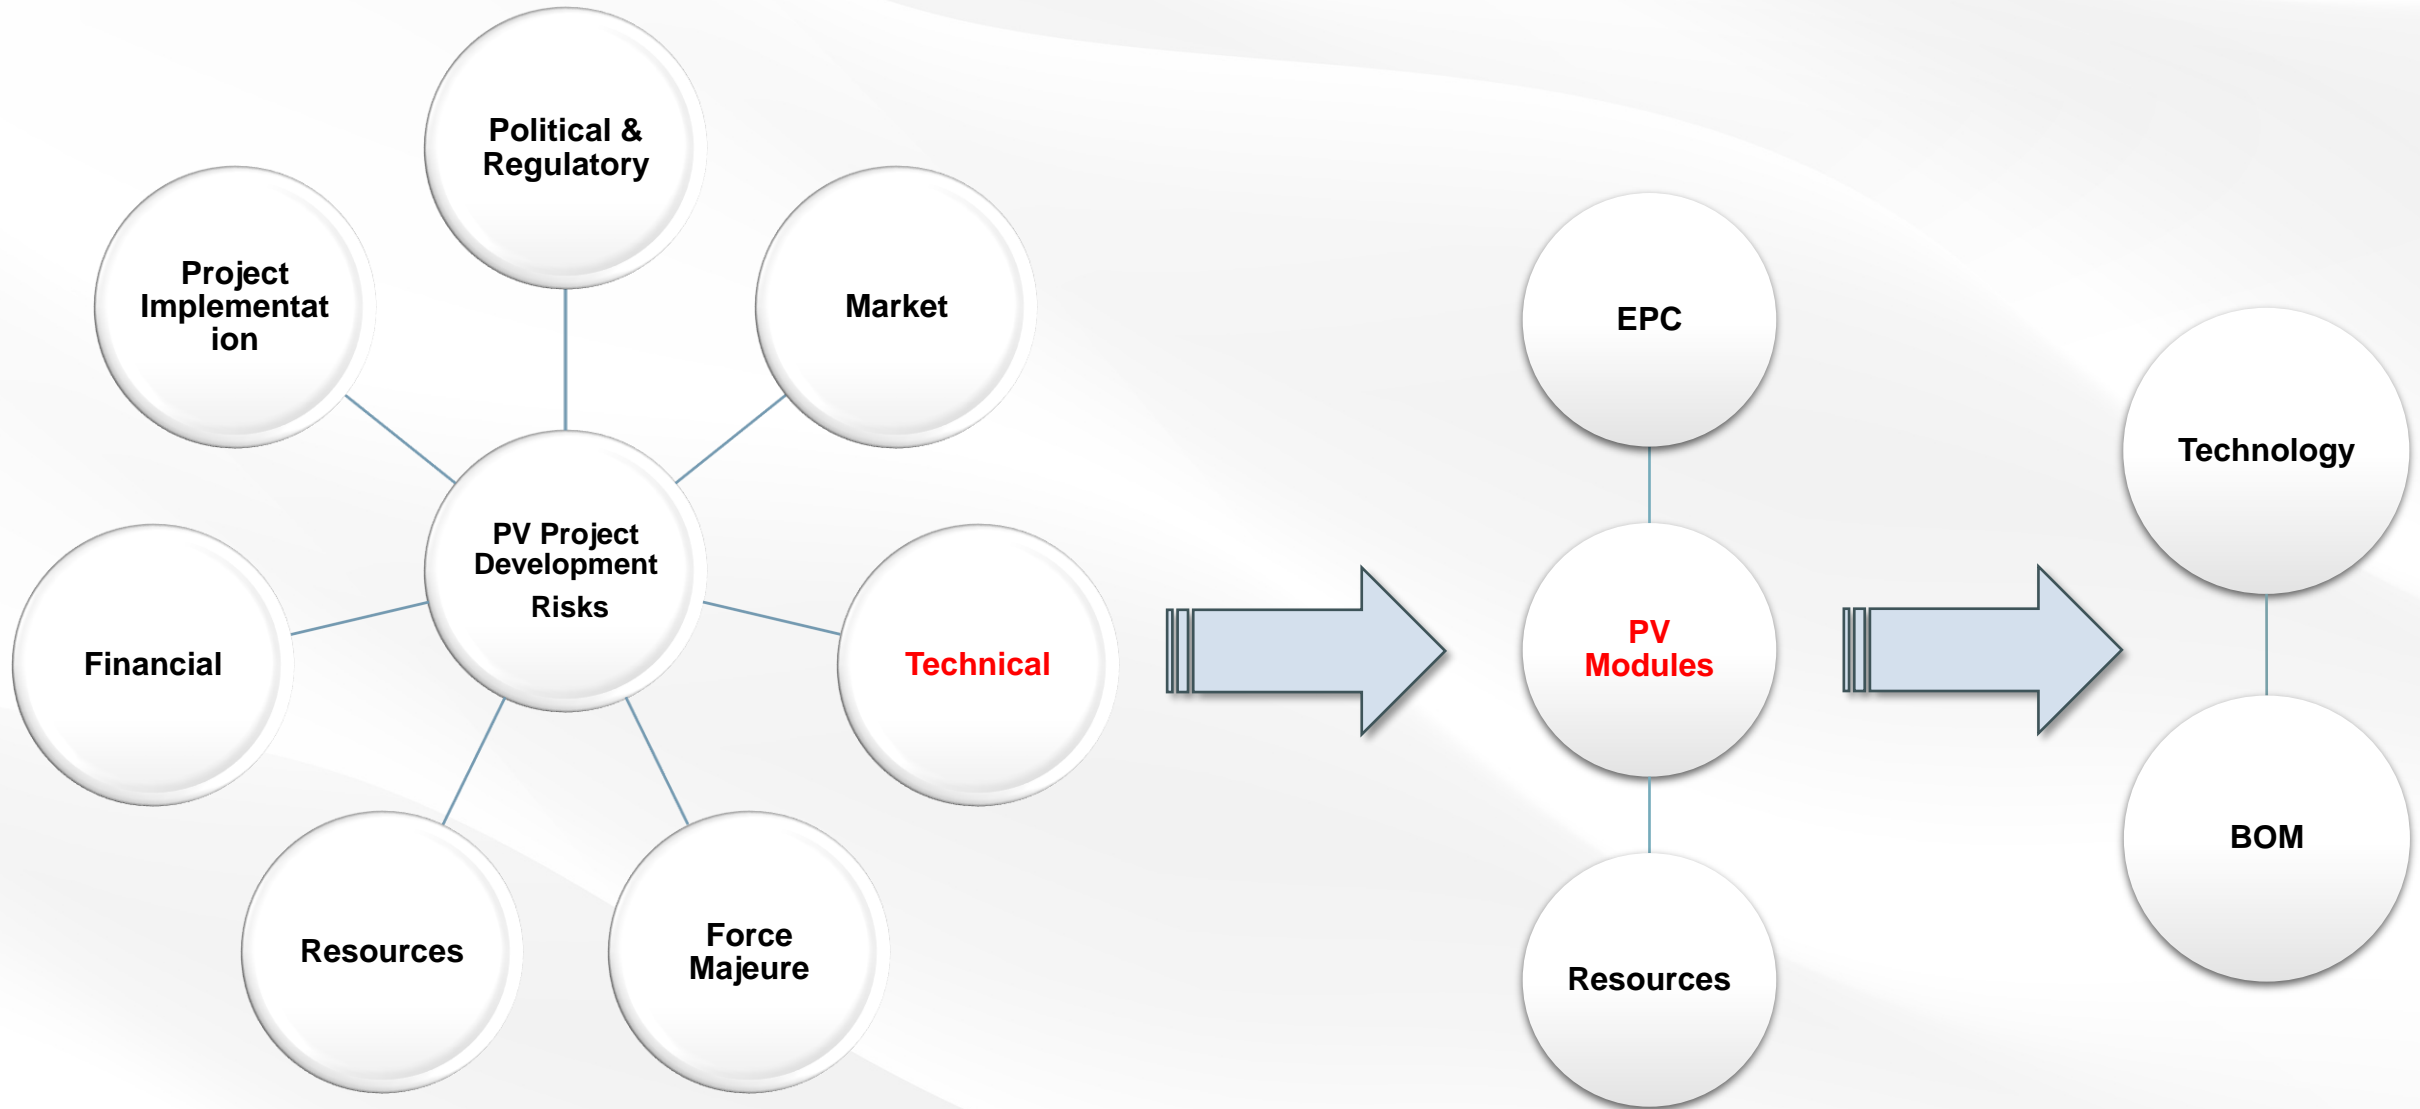 Political &
Regulatory
Project
Implementat
ion
Market
PV Project
Development
Risks
Financial
Technical
Resources
Force
Majeure
EPC
PV
Modules
Resources
Technology
BOM